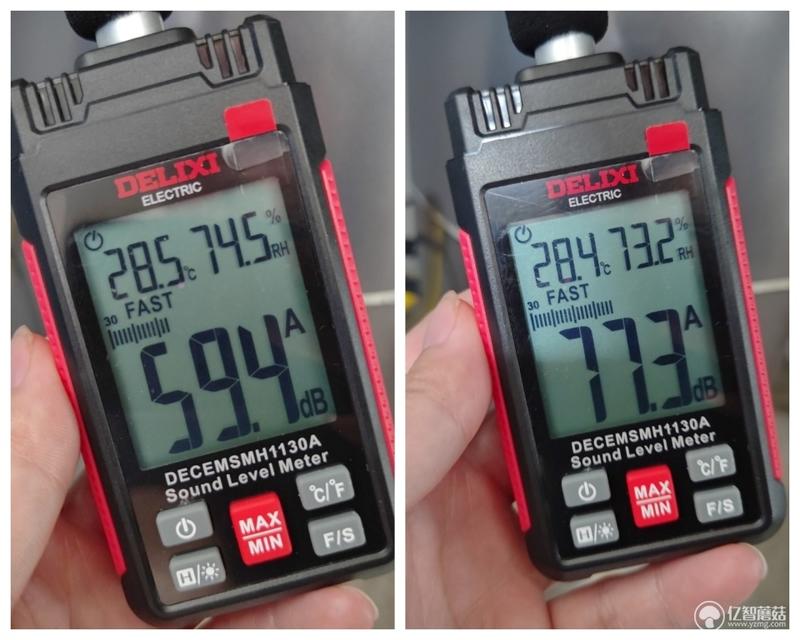 DELIXI
ELECTRIC
28.5℃ 74.5%RH
30 FAST
59.4 A dB
DECEMSMH1130A
Sound Level Meter
MAX
MIN
℃/℉
H/
F/S
DELIXI
ELECTRIC
28.4℃ 73.2%RH
30 FAST
77.3 A dB
DECEMSMH1130A
Sound Level Meter
MAX
MIN
℃/℉
H/
F/S
亿智蘑菇
www.yzmg.com